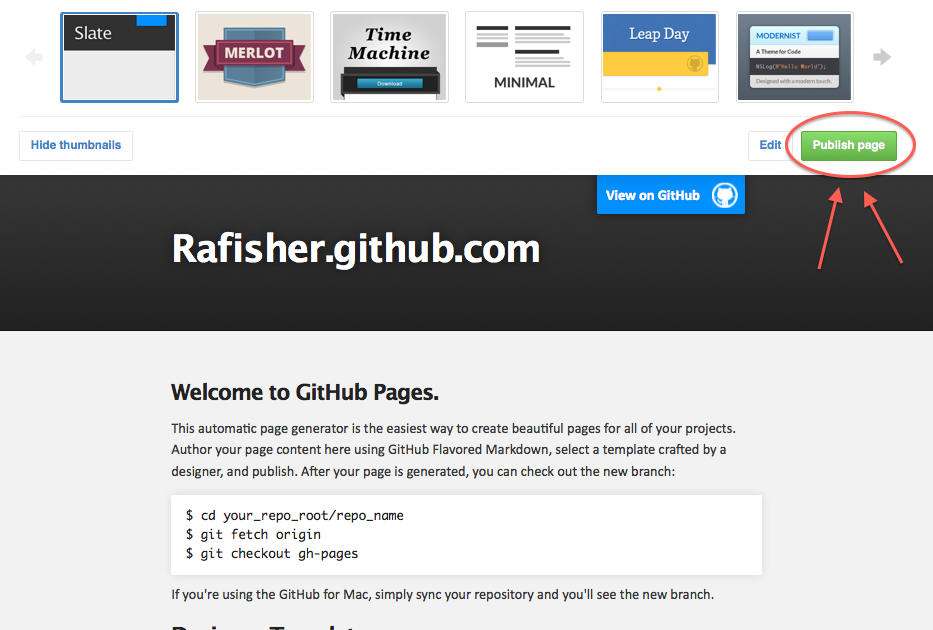 Slate
MERLOT
Time
Machine
Download
MINIMAL
Leap Day
MODERNIST
A Theme for Code
NSLog(@"Hello World");
Designed with a modern touch.
Hide thumbnails
Edit
Publish page
View on GitHub
Rafisher.github.com
Welcome to GitHub Pages.
This automatic page generator is the easiest way to create beautiful pages for all of your projects.
Author your page content here using GitHub Flavored Markdown, select a template crafted by a
designer, and publish. After your page is generated, you can check out the new branch:
$ cd your_repo_root/repo_name
$ git fetch origin
$ git checkout gh-pages
If you're using the GitHub for Mac, simply sync your repository and you'll see the new branch.